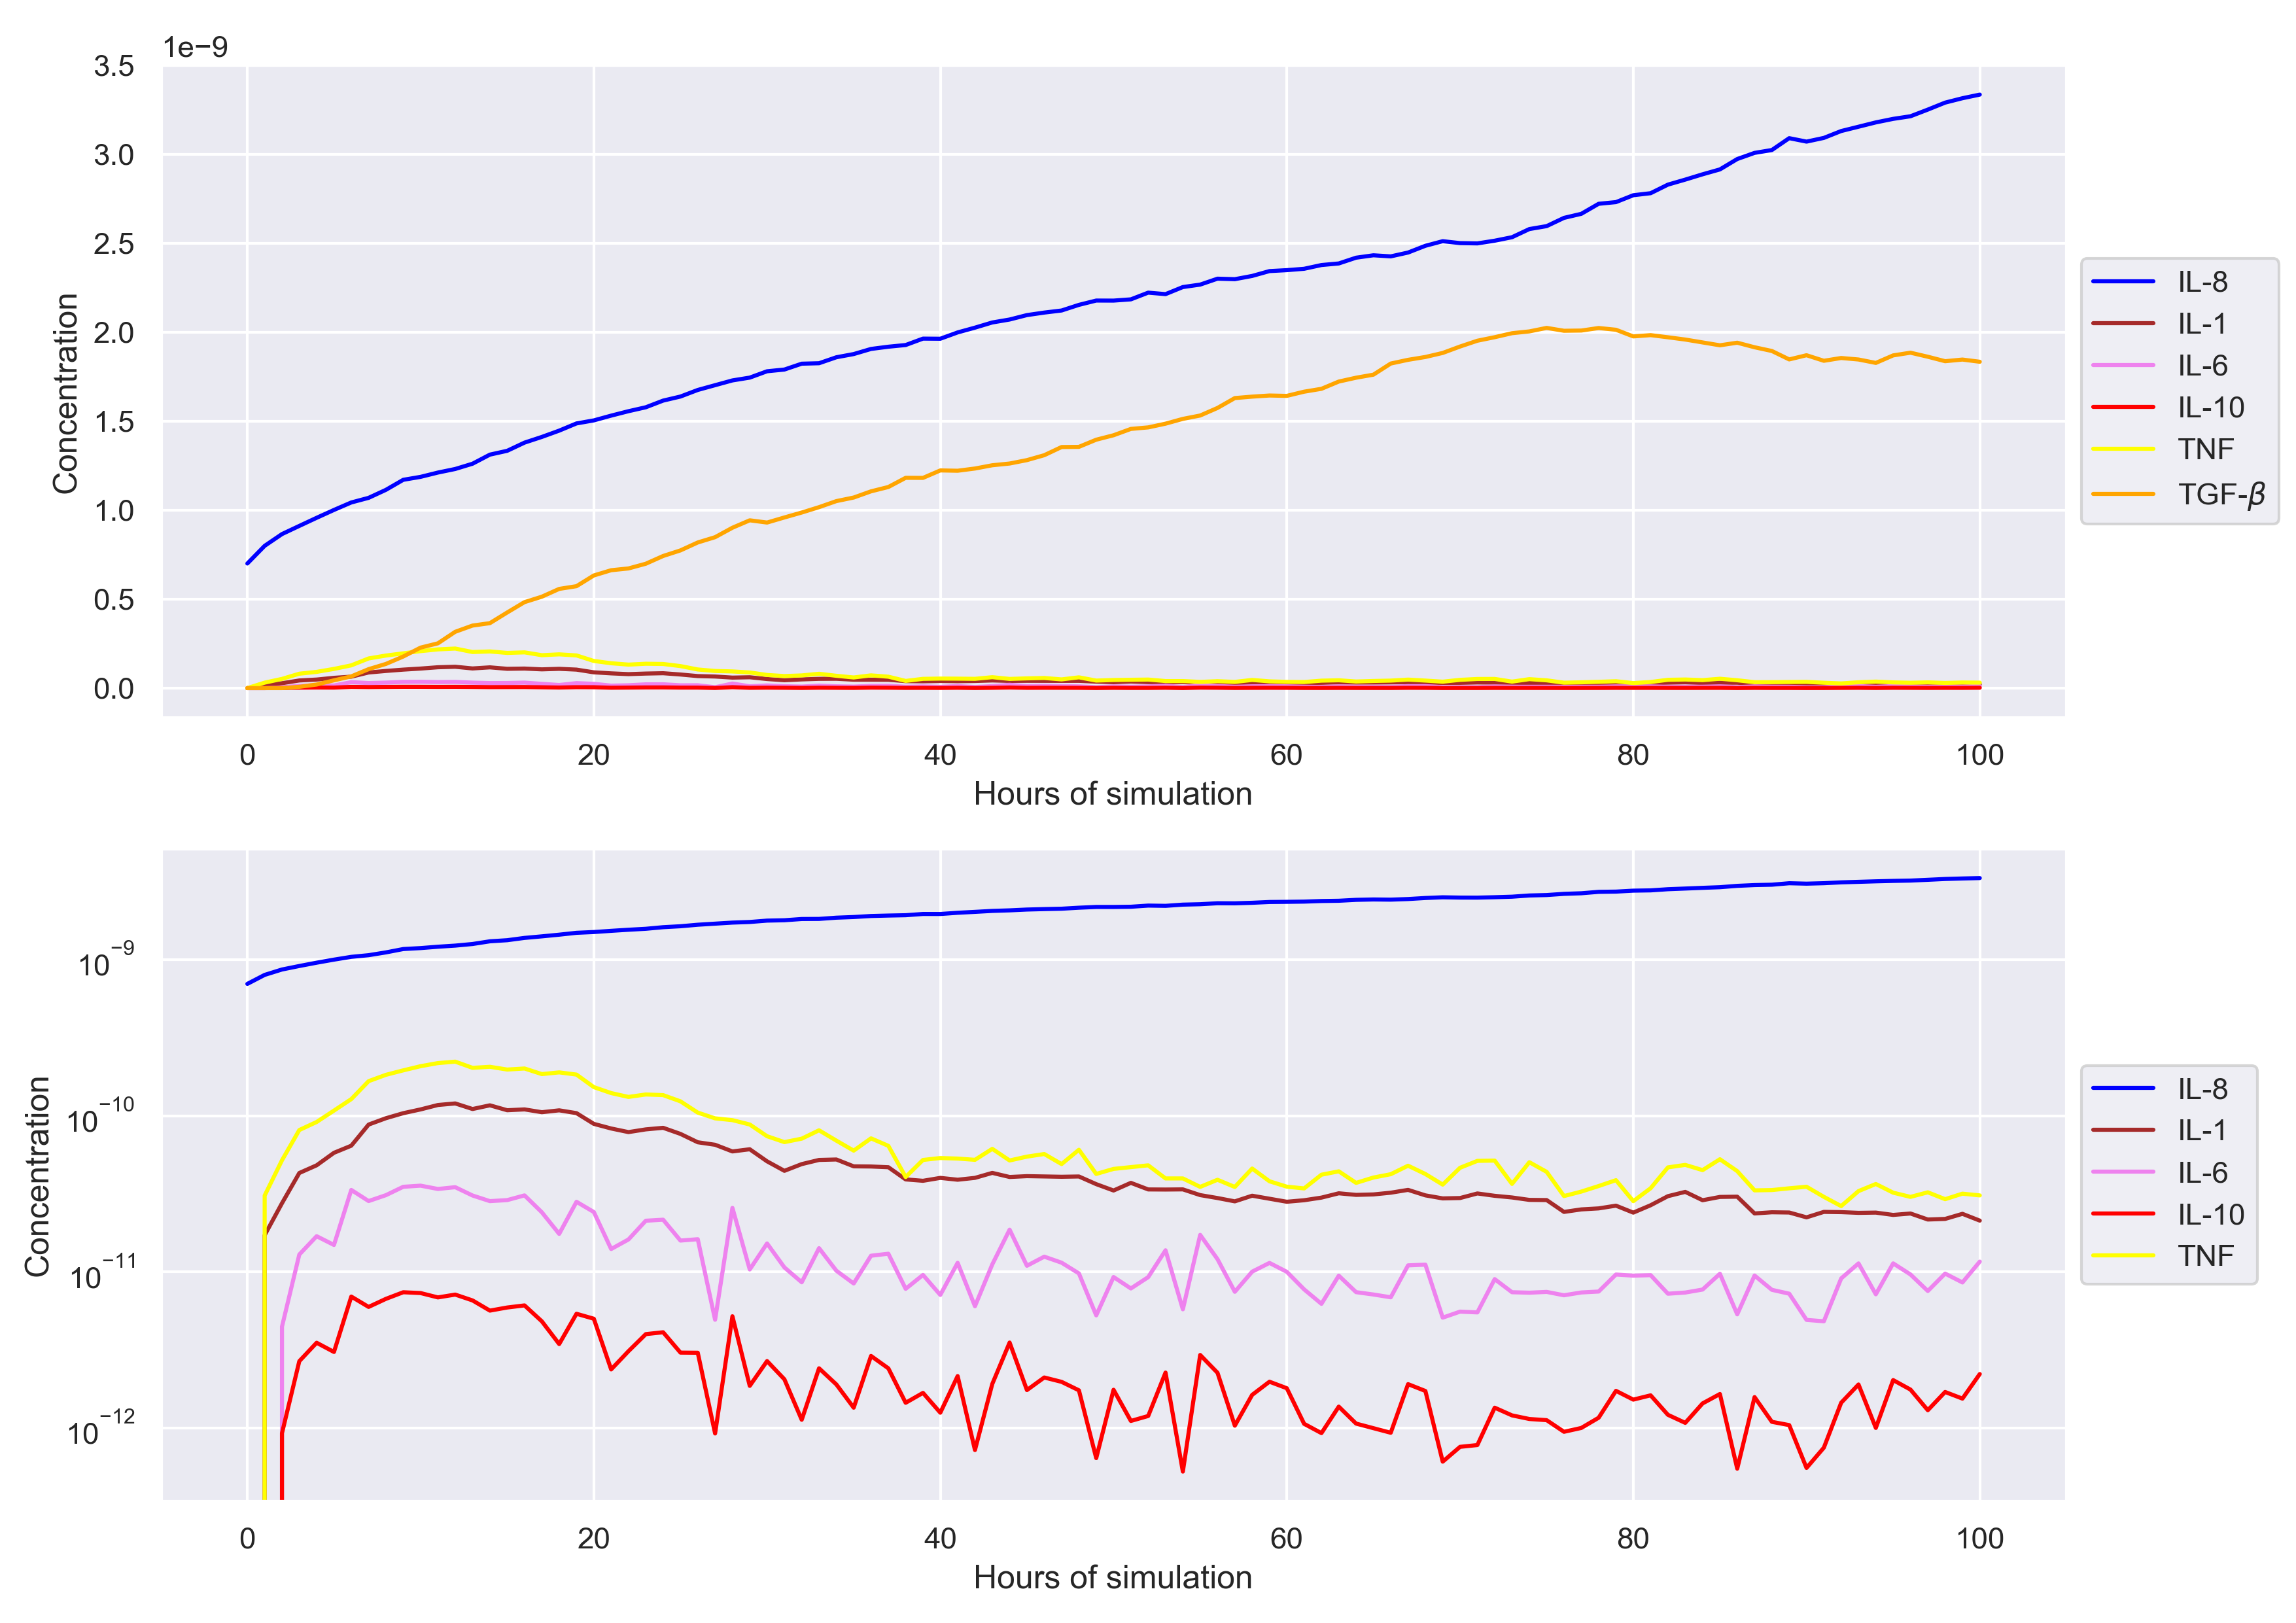 1e−9
3.5
3.0
2.5
2.0
1.5
1.0
0.5
0.0
Concentration
0 20 40 60 80 100
Hours of simulation
IL-8
IL-1
IL-6
IL-10
TNF
TGF-β
10⁻⁹
10⁻¹⁰
10⁻¹¹
10⁻¹²
Concentration
0 20 40 60 80 100
Hours of simulation
IL-8
IL-1
IL-6
IL-10
TNF